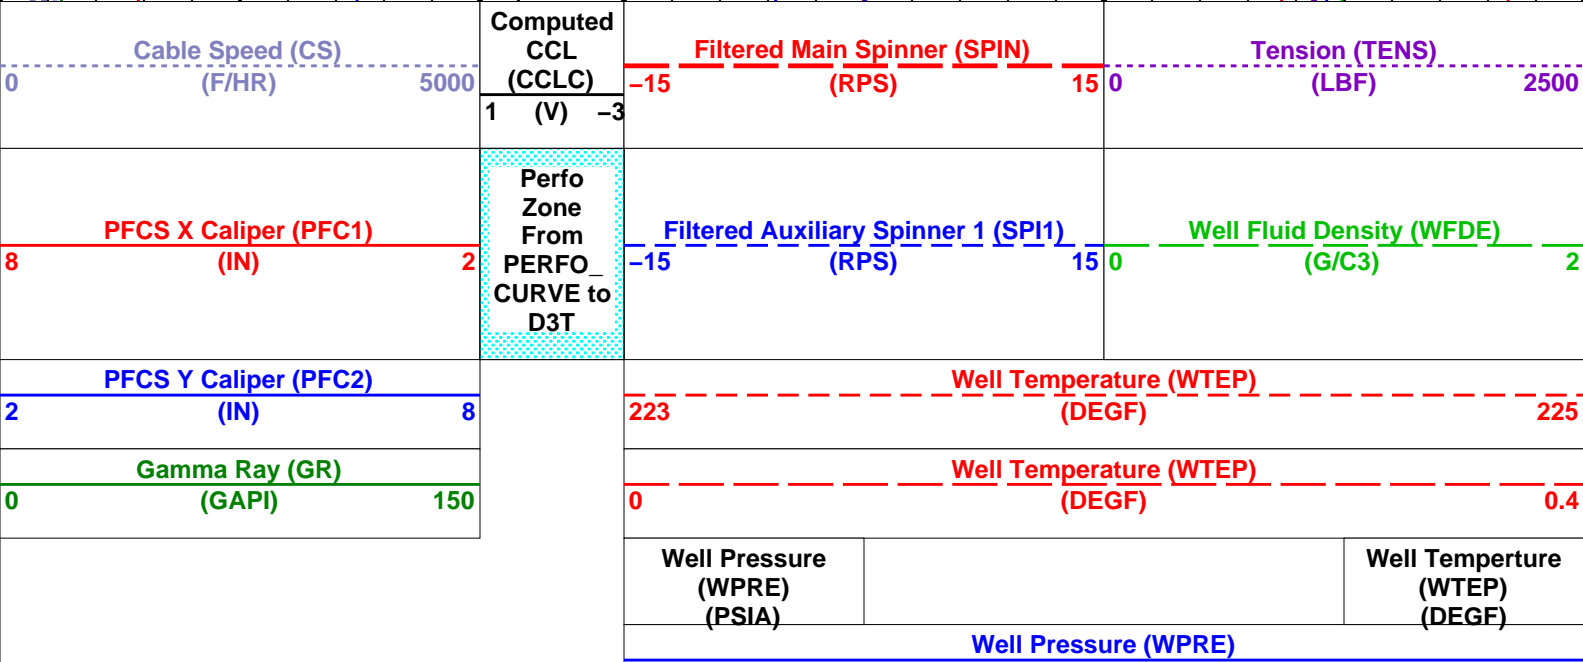 Cable Speed (CS)
0 (F/HR) 5000
Computed
CCL
(CCLC)
1 (V) −3
Filtered Main Spinner (SPIN)
−15 (RPS) 15
Tension (TENS)
0 (LBF) 2500
PFCS X Caliper (PFC1)
8 (IN) 2
Perfo
Zone
From
PERFO_
CURVE to
D3T
Filtered Auxiliary Spinner 1 (SPI1)
−15 (RPS) 15
Well Fluid Density (WFDE)
0 (G/C3) 2
PFCS Y Caliper (PFC2)
2 (IN) 8
Well Temperature (WTEP)
223 (DEGF) 225
Gamma Ray (GR)
0 (GAPI) 150
Well Temperature (WTEP)
0 (DEGF) 0.4
Well Pressure
(WPRE)
(PSIA)
Well Temperture
(WTEP)
(DEGF)
Well Pressure (WPRE)